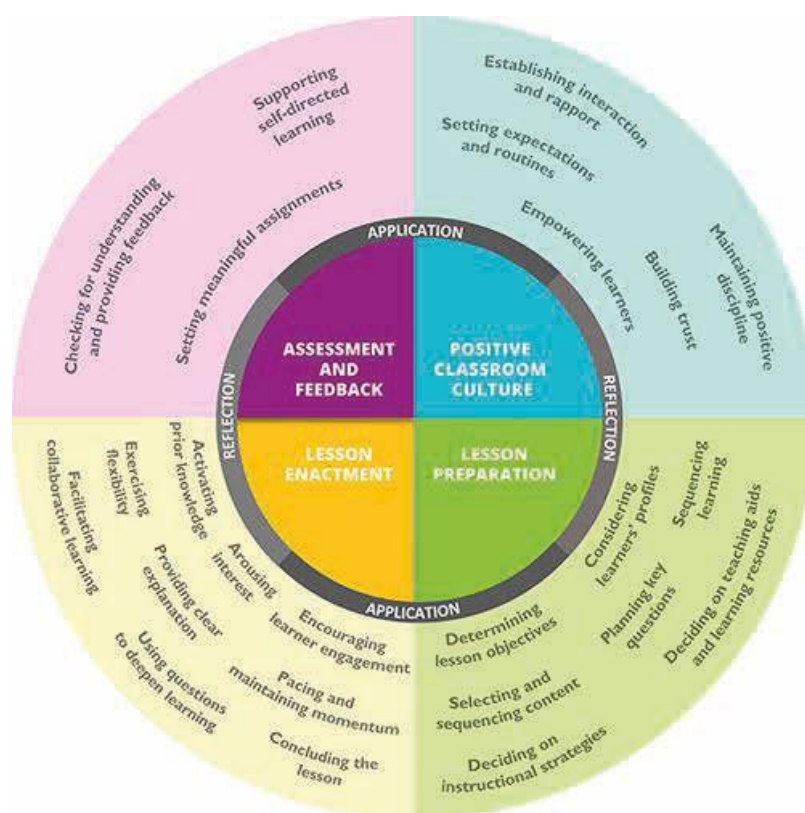 Supporting
self-directed
learning
Checking for understanding
and providing feedback
Setting meaningful assignments
Establishing interaction
and rapport
Setting expectations
and routines
Empowering learners
Building trust
Maintaining positive
discipline
APPLICATION
REFLECTION
REFLECTION
APPLICATION
ASSESSMENT
AND
FEEDBACK
POSITIVE
CLASSROOM
CULTURE
LESSON
ENACTMENT
LESSON
PREPARATION
Activating
prior knowledge
Exercising
flexibility
Facilitating
collaborative learning
Arousing
interest
Providing clear
explanation
Using questions
to deepen learning
Encouraging
learner engagement
Pacing and
maintaining momentum
Concluding the
lesson
Considering
learners' profiles
Sequencing
learning
Deciding on teaching aids
and learning resources
Planning key
questions
Determining
lesson objectives
Selecting and
sequencing content
Deciding on
instructional strategies